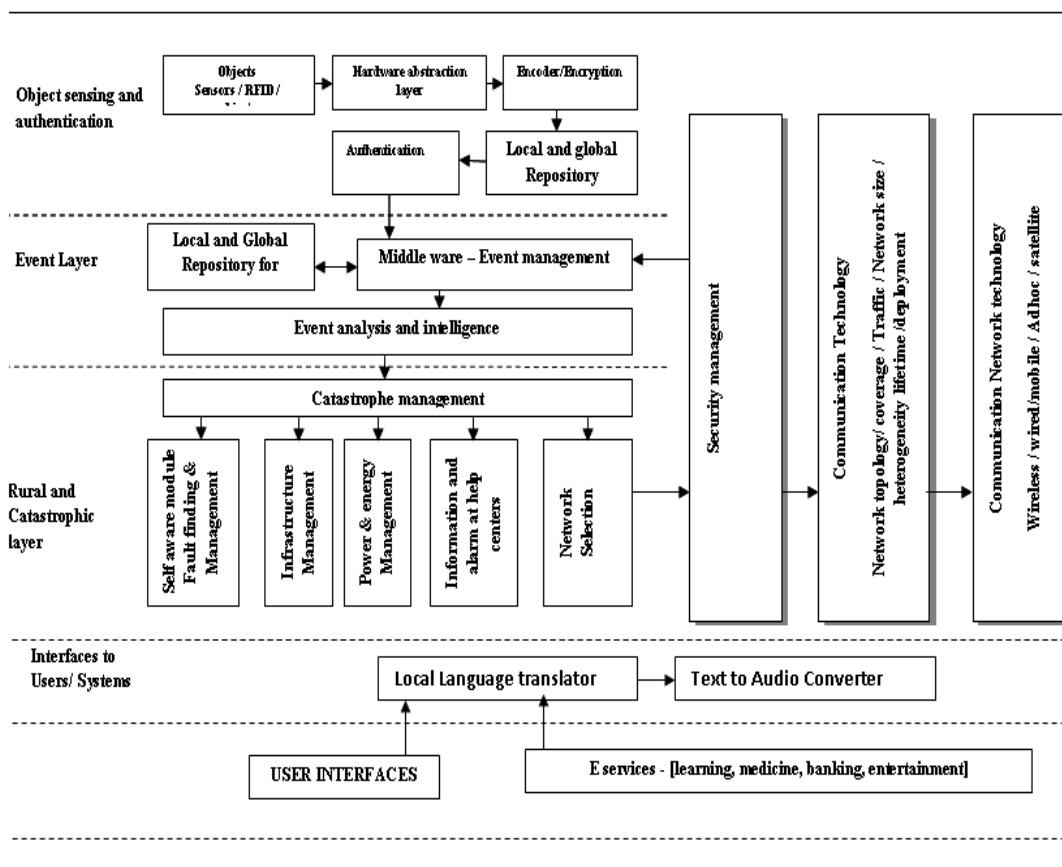 Object sensing and
authentication
Objects
Sensors / RFID /
Hardware abstraction
layer
Encoder/Encryption
Authentication
Local and global
Repository
Event Layer
Local and Global
Repository for
Middle ware – Event management
Event analysis and intelligence
Rural and
Catastrophic
layer
Catastrophe management
Self aware module
Fault finding &
Management
Infrastructure
Management
Power & energy
Management
Information and
alarm at help
centers
Network
Selection
Security management
Communication Technology
Network topology/ coverage / Traffic / Network size /
heterogeneity lifetime /deployment
Communication Network technology
Wireless / wired/mobile / Adhoc / satellite
Interfaces to
Users/ Systems
Local Language translator
Text to Audio Converter
USER INTERFACES
E services - [learning, medicine, banking, entertainment]